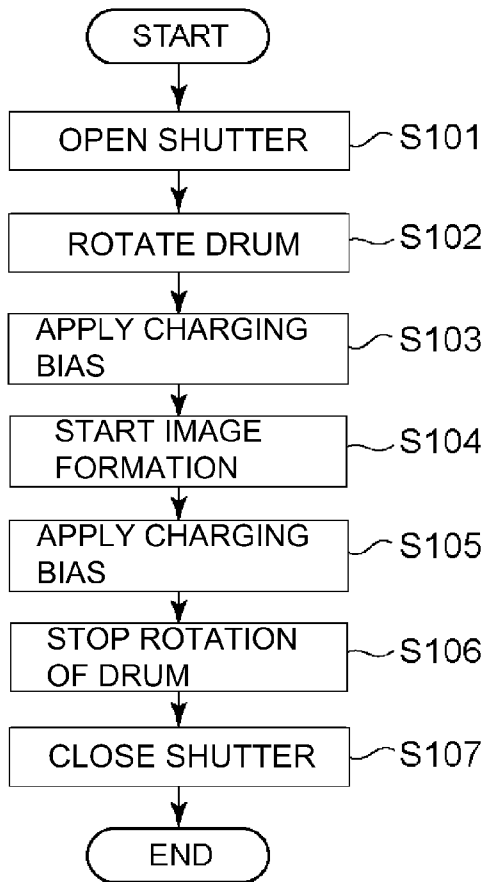 START
OPEN SHUTTER
S101
ROTATE DRUM
S102
APPLY CHARGING
BIAS
S103
START IMAGE
FORMATION
S104
APPLY CHARGING
BIAS
S105
STOP ROTATION
OF DRUM
S106
CLOSE SHUTTER
S107
END